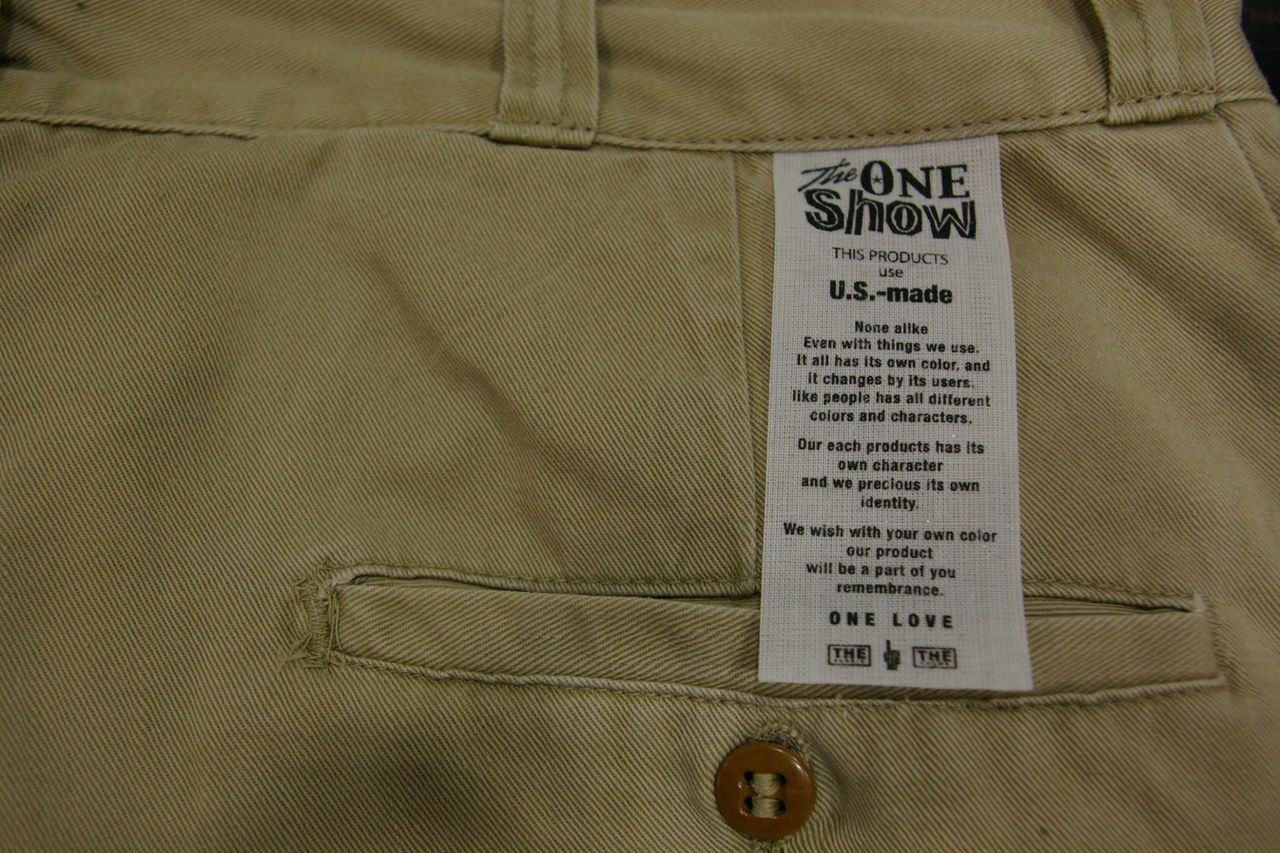 The ONE
Show
THIS PRODUCTS
use
U.S.-made
None alike
Even with things we use.
It all has its own color, and
it changes by its users.
like people has all different
colors and characters.
Our each products has its
own character
and we precious its own
identity.
We wish with your own color
our product
will be a part of you
remembrance.
ONE LOVE
THE THE